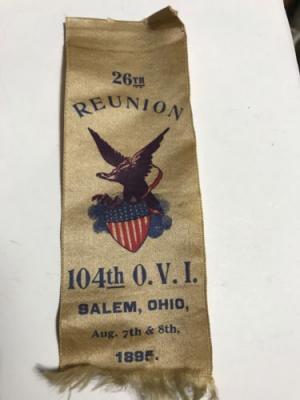 26TH
REUNION
104th O.V.I.
SALEM, OHIO,
Aug. 7th & 8th,
1895.